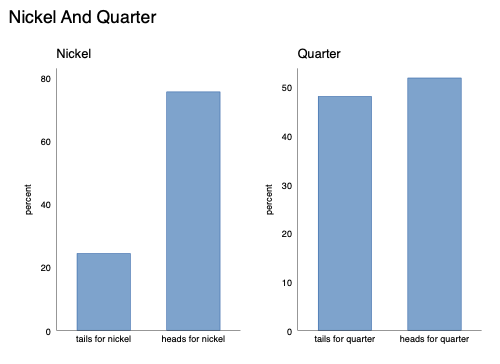 Nickel And Quarter
Nickel
percent
80
60
40
20
0
tails for nickel
heads for nickel
Quarter
percent
50
40
30
20
10
0
tails for quarter
heads for quarter